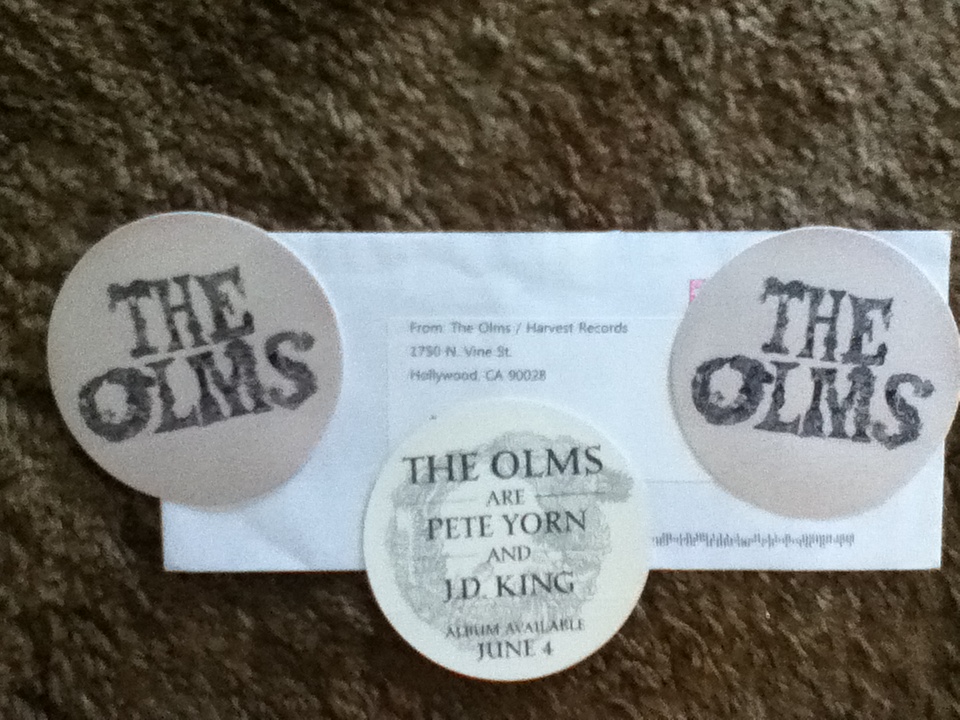 THE
OLMS
From: The Olms / Harvest Records
1750 N. Vine St.
Hollywood, CA 90028
THE
OLMS
THE OLMS
ARE
PETE YORN
AND
J.D. KING
ALBUM AVAILABLE
JUNE 4